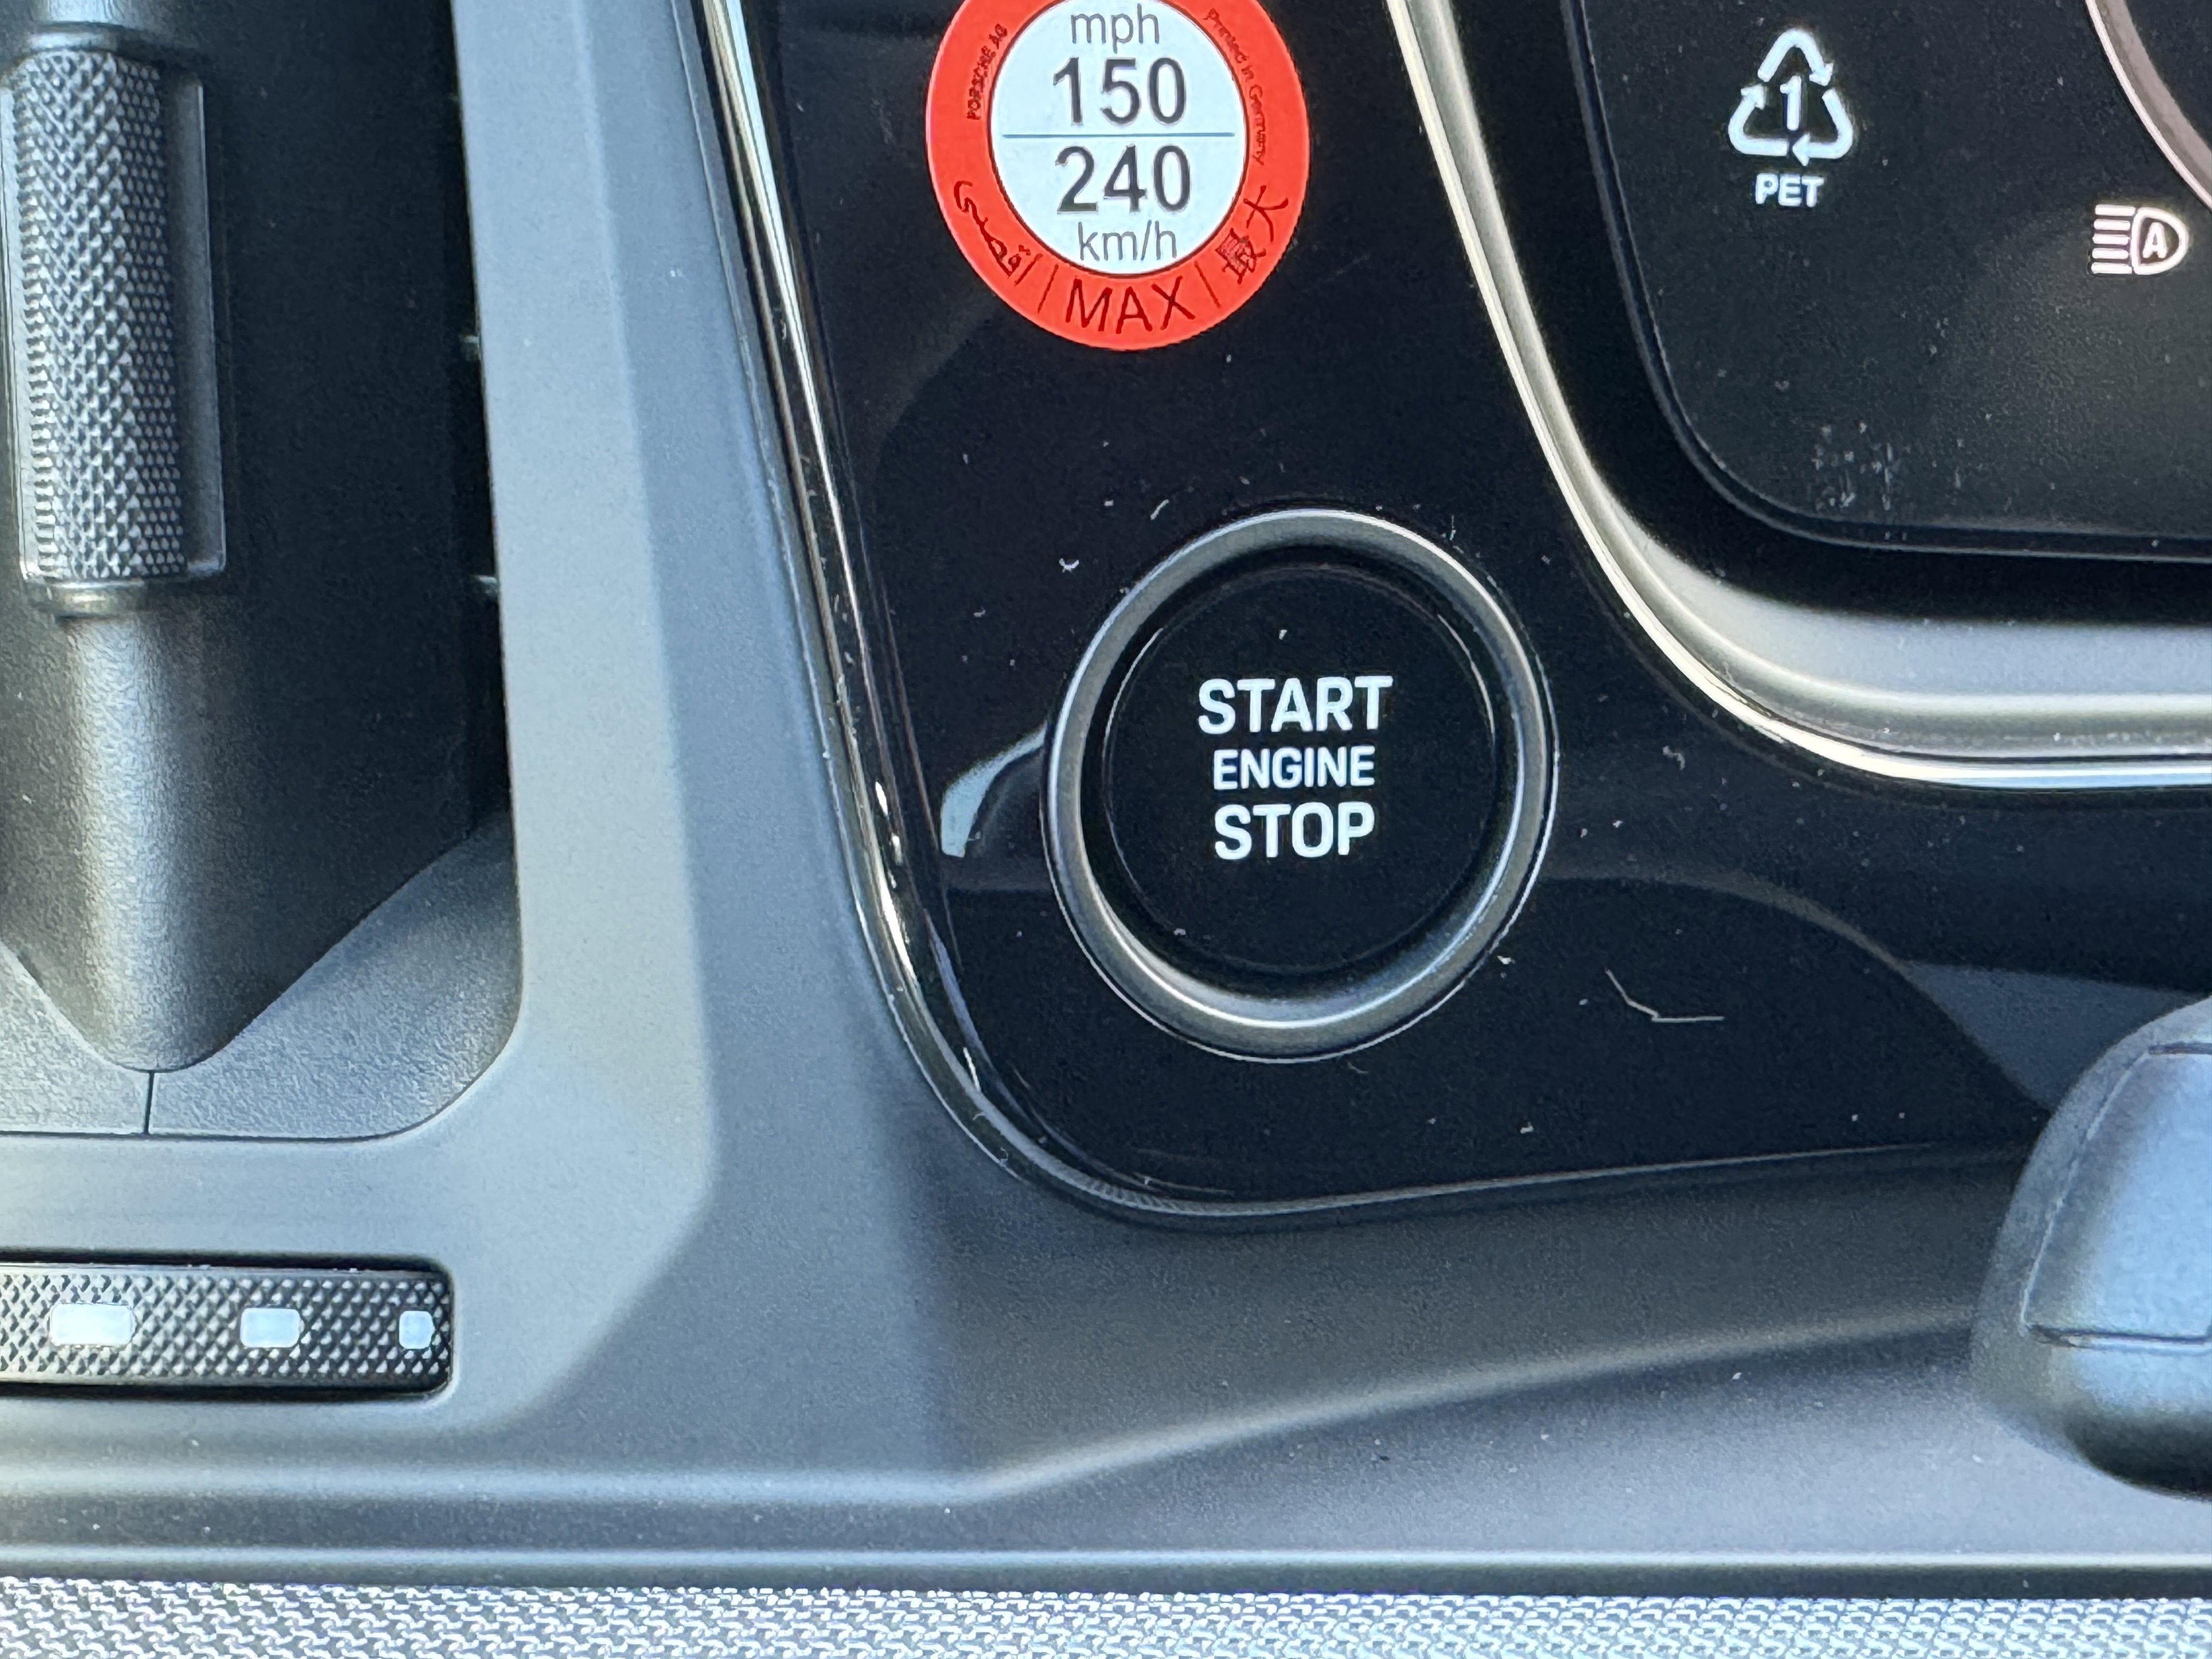 PORSCHE AG
Printed in Germany
mph
150
240
km/h
أقصى | MAX | 最大
1
PET
A
START
ENGINE
STOP